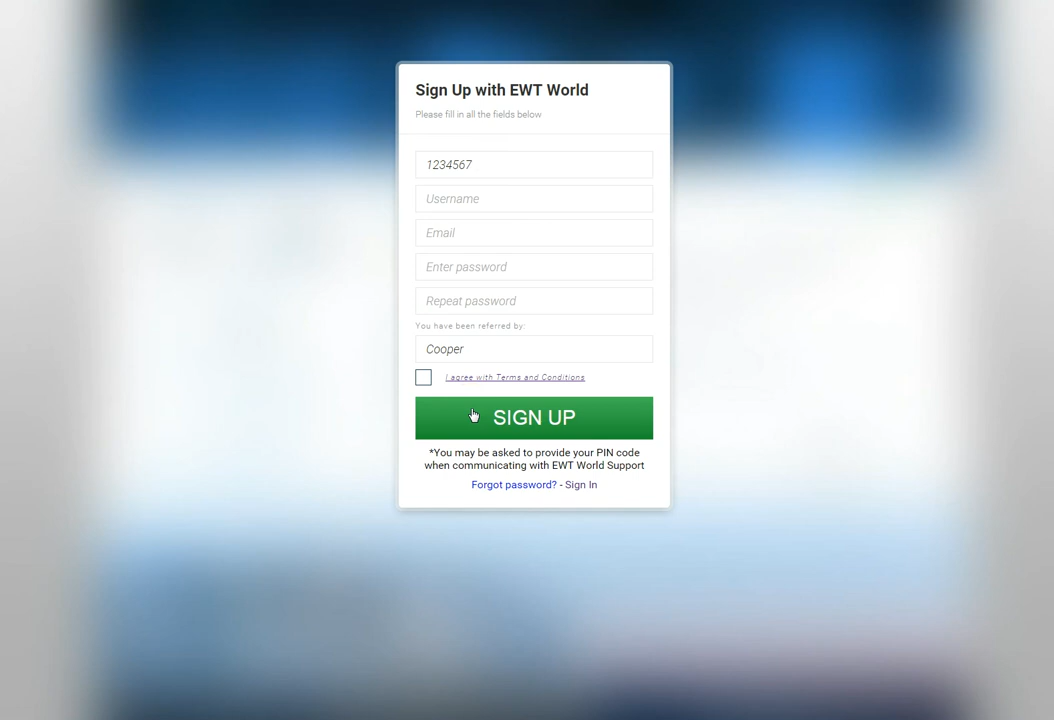 Sign Up with EWT World
Please fill in all the fields below
1234567
Username
Email
Enter password
Repeat password
You have been referred by:
Cooper
I agree with Terms and Conditions
SIGN UP
*You may be asked to provide your PIN code
when communicating with EWT World Support
Forgot password? - Sign In